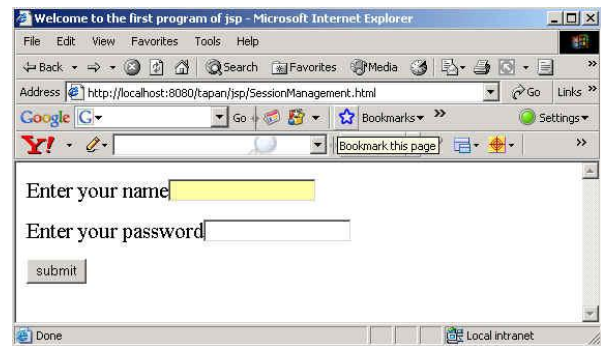 Welcome to the first program of jsp - Microsoft Internet Explorer
File Edit View Favorites Tools Help
Back Search Favorites Media »
Address http://localhost:8080/tapan/jsp/SessionManagement.html Go Links »
Google G Go Bookmarks » Settings
Y! Bookmark this page »
Enter your name
Enter your password
submit
Done Local intranet